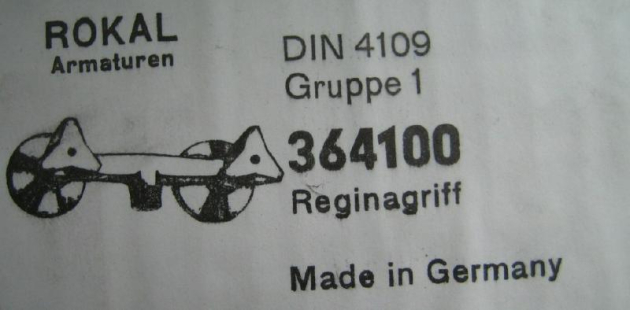 ROKAL
Armaturen
DIN 4109
Gruppe 1
364100
Reginagriff
Made in Germany